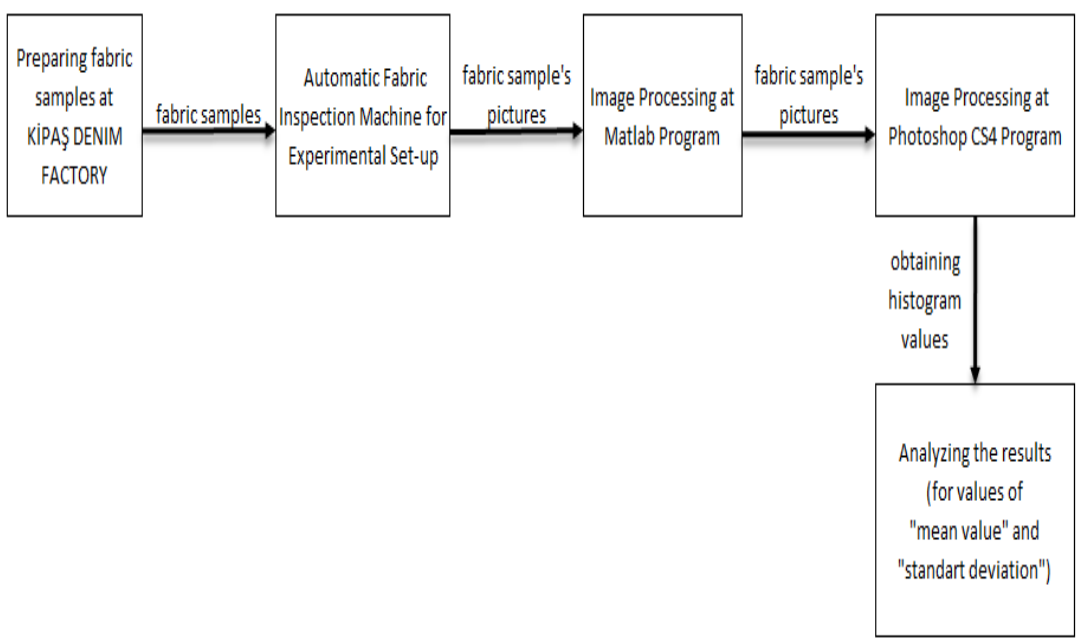 Preparing fabric
samples at
KİPAŞ DENIM
FACTORY
fabric samples
Automatic Fabric
Inspection Machine for
Experimental Set-up
fabric sample's
pictures
Image Processing at
Matlab Program
fabric sample's
pictures
Image Processing at
Photoshop CS4 Program
obtaining
histogram
values
Analyzing the results
(for values of
"mean value" and
"standart deviation")